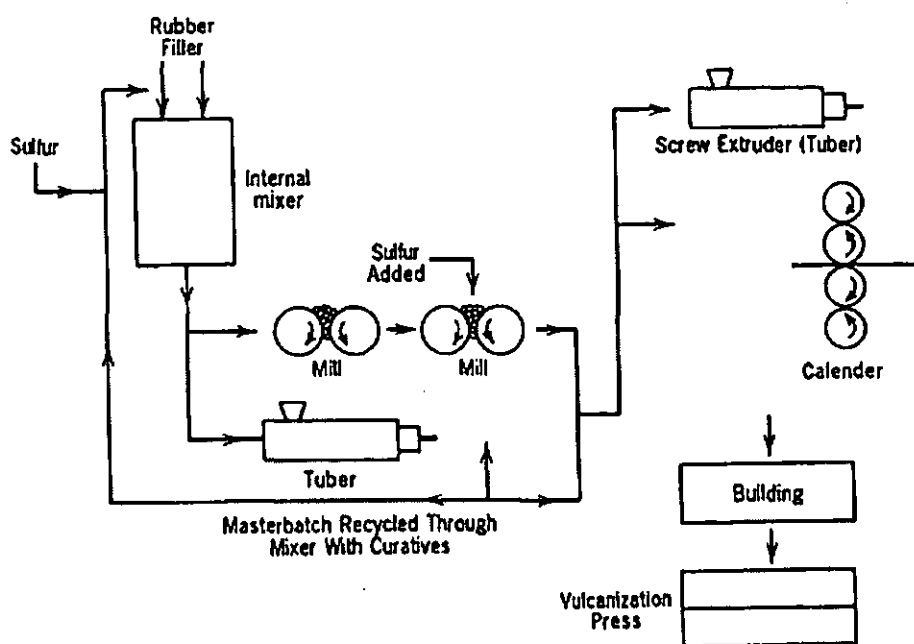 Rubber
Filler
Sulfur
Internal
mixer
Sulfur
Added
Mill
Mill
Tuber
Masterbatch Recycled Through
Mixer With Curatives
Screw Extruder (Tuber)
Calender
Building
Vulcanization
Press